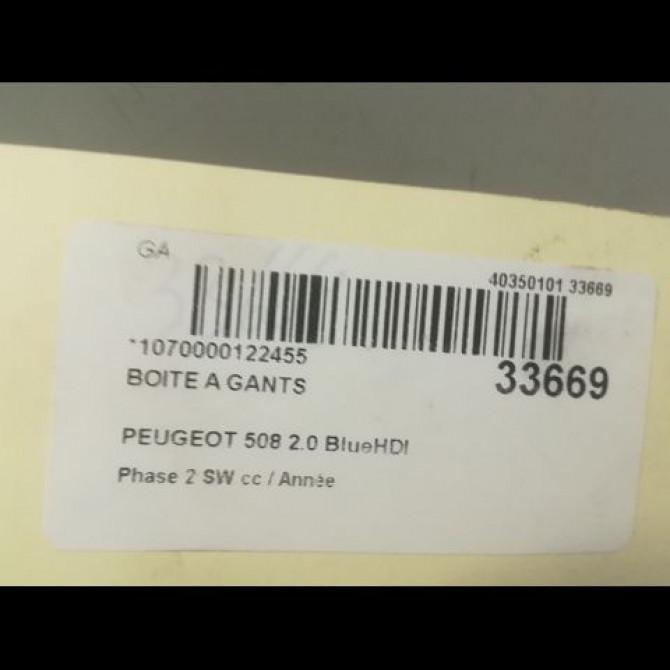 GA
40350101 33669
*1070000122455
33669
BOITE A GANTS
PEUGEOT 508 2.0 BlueHDI
Phase 2 SW cc / Année